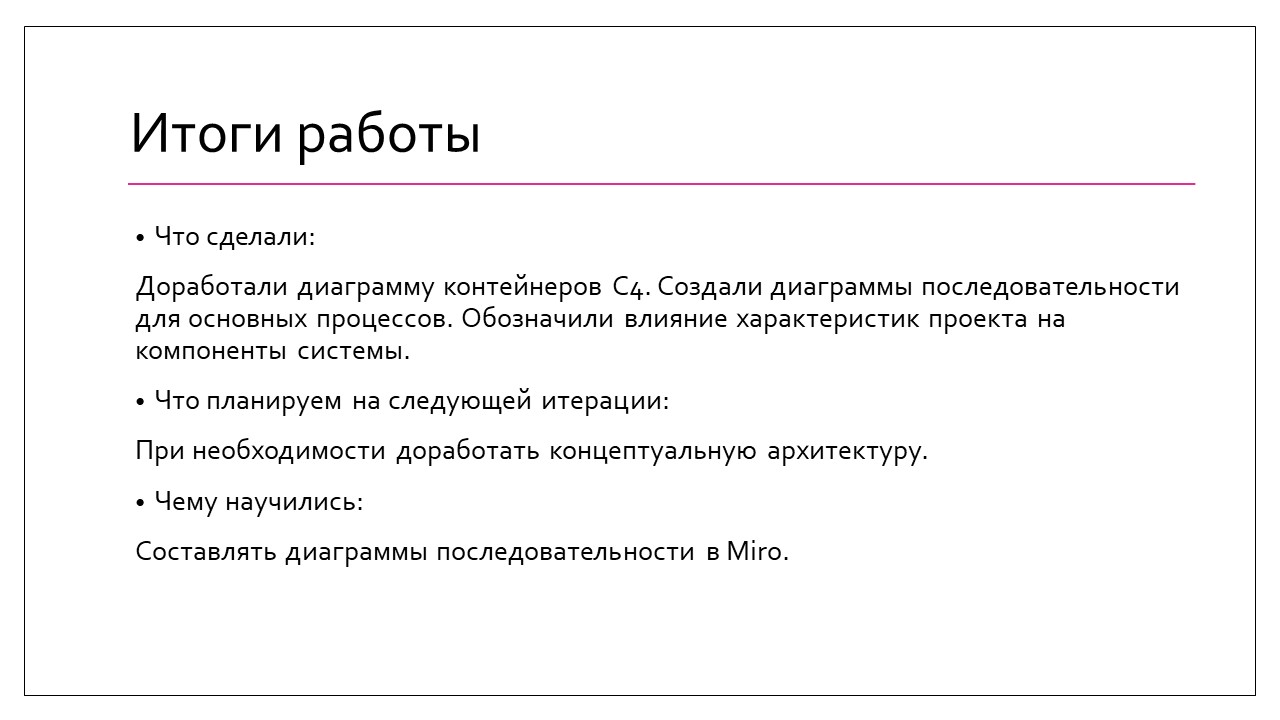 Итоги работы
• Что сделали:
Доработали диаграмму контейнеров С4. Создали диаграммы последовательности
для основных процессов. Обозначили влияние характеристик проекта на
компоненты системы.
• Что планируем на следующей итерации:
При необходимости доработать концептуальную архитектуру.
• Чему научились:
Составлять диаграммы последовательности в Miro.